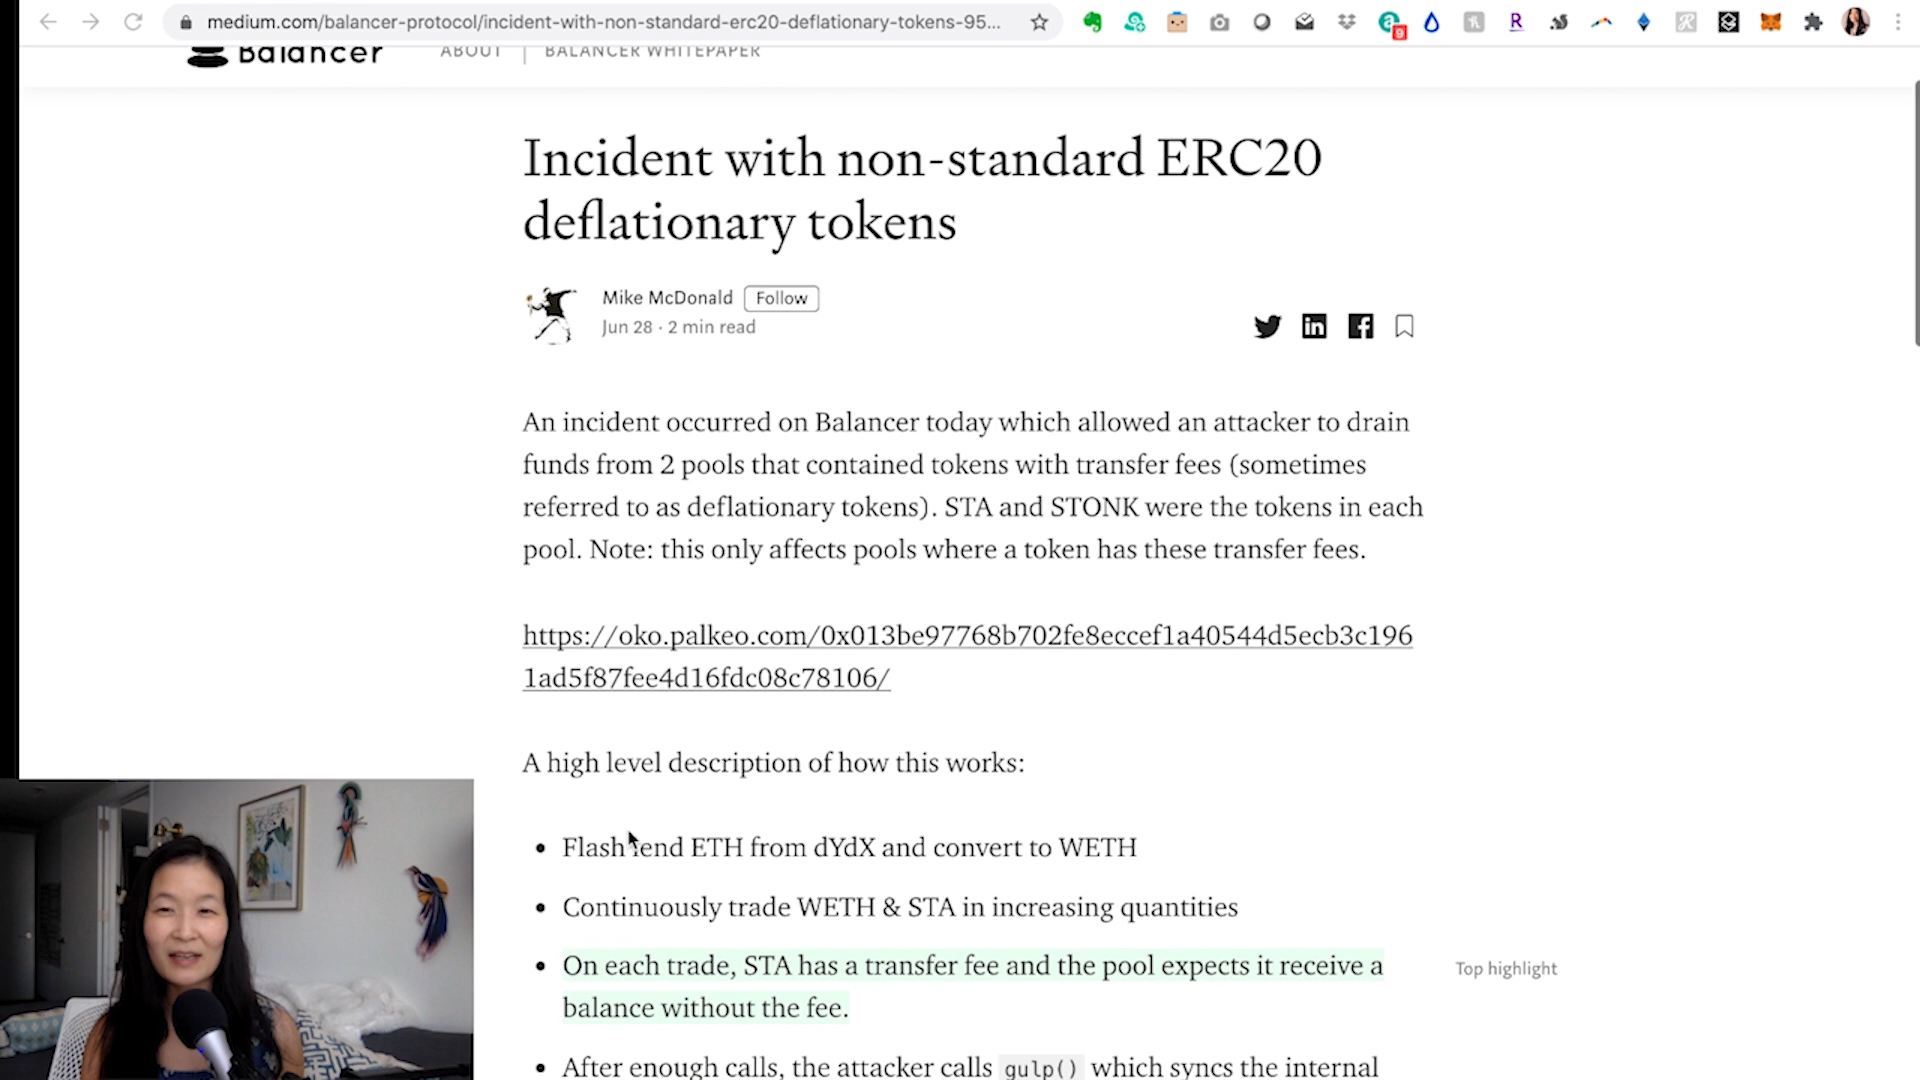 medium.com/balancer-protocol/incident-with-non-standard-erc20-deflationary-tokens-95...
9
Balancer
ABOUT | BALANCER WHITEPAPER
Incident with non-standard ERC20
deflationary tokens
Mike McDonald Follow
Jun 28 · 2 min read
An incident occurred on Balancer today which allowed an attacker to drain
funds from 2 pools that contained tokens with transfer fees (sometimes
referred to as deflationary tokens). STA and STONK were the tokens in each
pool. Note: this only affects pools where a token has these transfer fees.
https://oko.palkeo.com/0x013be97768b702fe8eccef1a40544d5ecb3c196
1ad5f87fee4d16fdc08c78106/
A high level description of how this works:
• Flash lend ETH from dYdX and convert to WETH
• Continuously trade WETH & STA in increasing quantities
• On each trade, STA has a transfer fee and the pool expects it receive a
balance without the fee.
Top highlight
• After enough calls, the attacker calls gulp() which syncs the internal